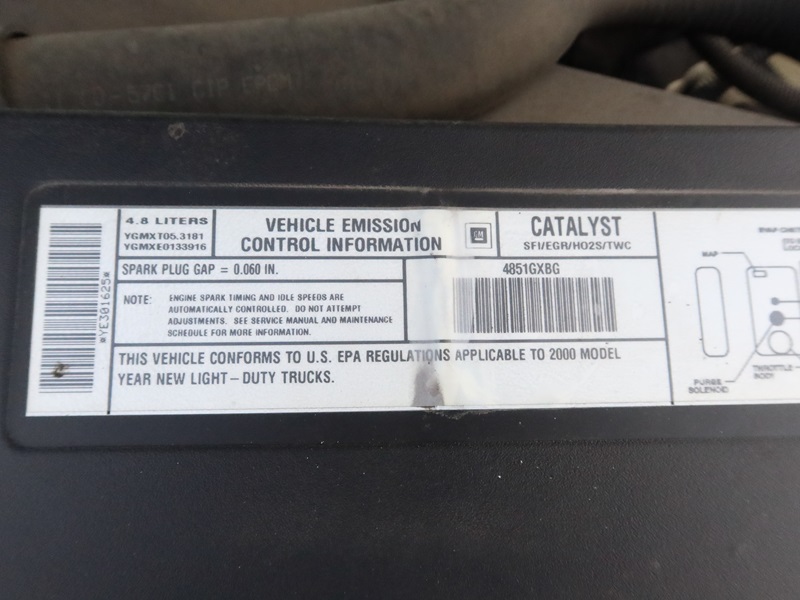 4.8 LITERS
YGMXT05.3181
YGMXE0133916
VEHICLE EMISSION
CONTROL INFORMATION
GM
CATALYST
SFI/EGR/HO2S/TWC
SPARK PLUG GAP = 0.060 IN.
NOTE: ENGINE SPARK TIMING AND IDLE SPEEDS ARE
AUTOMATICALLY CONTROLLED. DO NOT ATTEMPT
ADJUSTMENTS. SEE SERVICE MANUAL AND MAINTENANCE
SCHEDULE FOR MORE INFORMATION.
4851GXBG
THIS VEHICLE CONFORMS TO U.S. EPA REGULATIONS APPLICABLE TO 2000 MODEL
YEAR NEW LIGHT-DUTY TRUCKS.
*YE301625*
MAP
PURGE
SOLENOID
THROTTLE
BODY